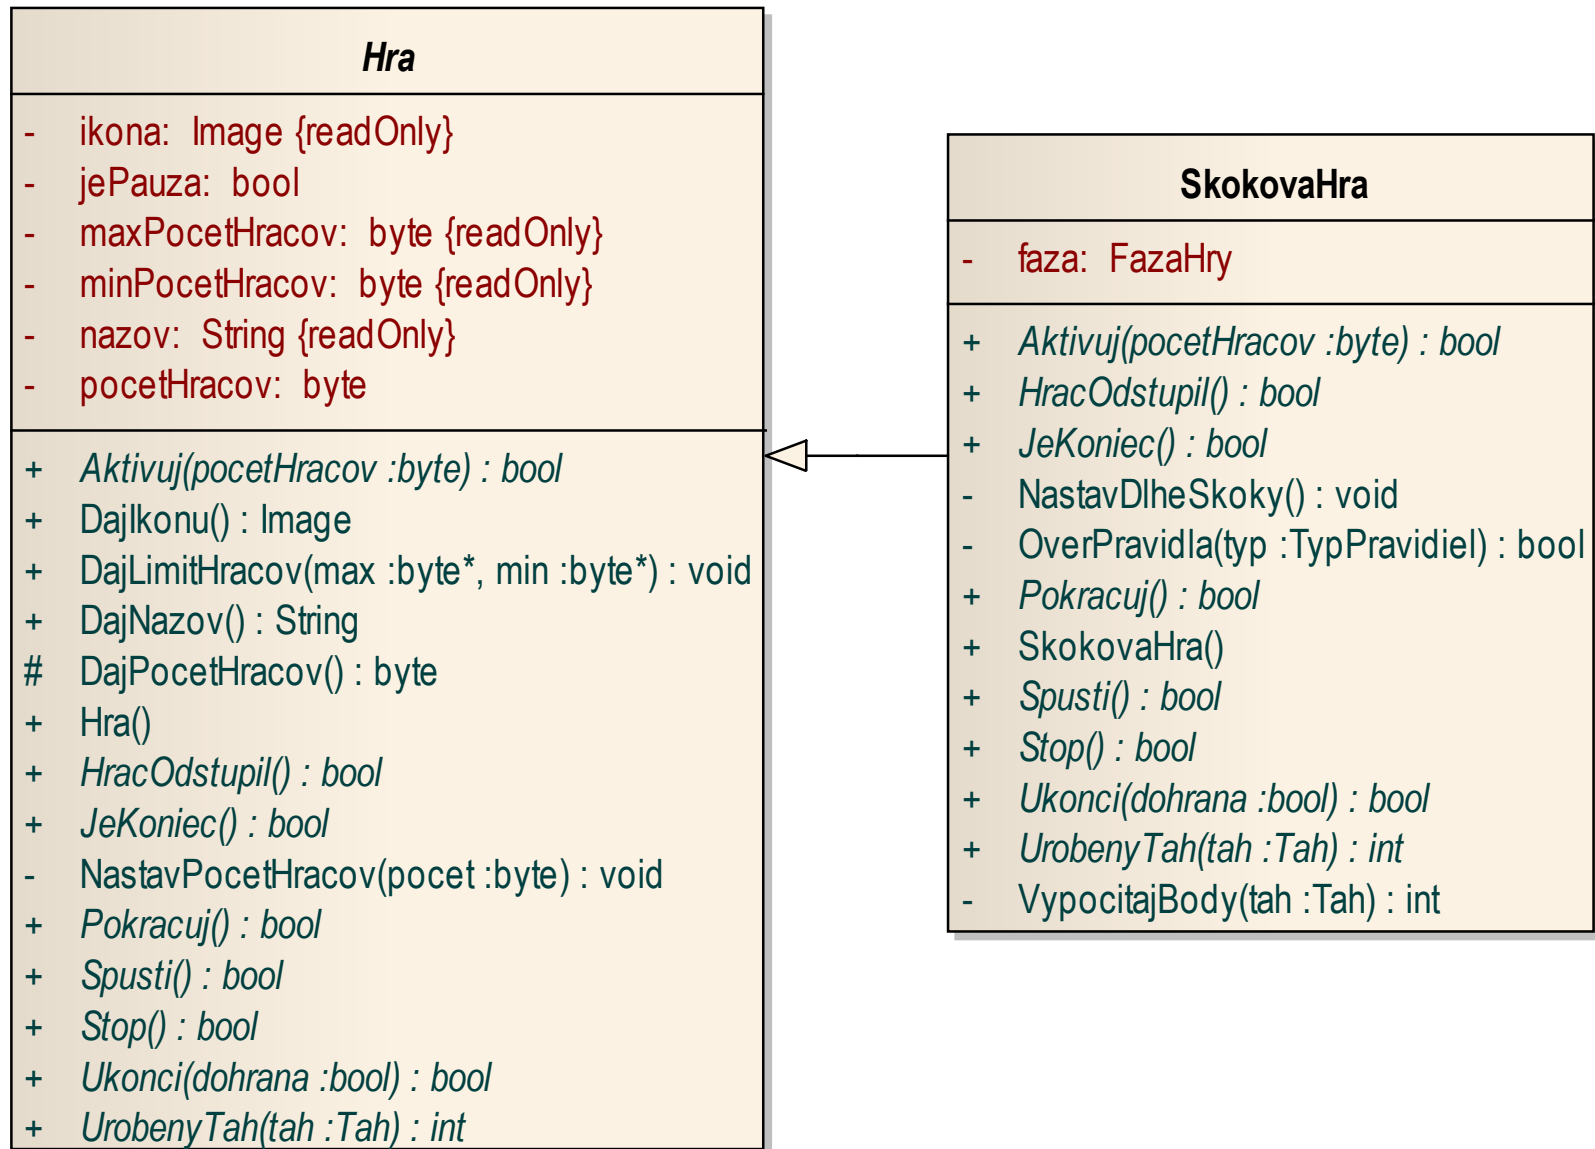 Hra
- ikona: Image {readOnly}
- jePauza: bool
- maxPocetHracov: byte {readOnly}
- minPocetHracov: byte {readOnly}
- nazov: String {readOnly}
- pocetHracov: byte
+ Aktivuj(pocetHracov :byte) : bool
+ DajIkonu() : Image
+ DajLimitHracov(max :byte*, min :byte*) : void
+ DajNazov() : String
# DajPocetHracov() : byte
+ Hra()
+ HracOdstupil() : bool
+ JeKoniec() : bool
- NastavPocetHracov(pocet :byte) : void
+ Pokracuj() : bool
+ Spusti() : bool
+ Stop() : bool
+ Ukonci(dohrana :bool) : bool
+ UrobenyTah(tah :Tah) : int
SkokovaHra
- faza: FazaHry
+ Aktivuj(pocetHracov :byte) : bool
+ HracOdstupil() : bool
+ JeKoniec() : bool
- NastavDlheSkoky() : void
- OverPravidla(typ :TypPravidiel) : bool
+ Pokracuj() : bool
+ SkokovaHra()
+ Spusti() : bool
+ Stop() : bool
+ Ukonci(dohrana :bool) : bool
+ UrobenyTah(tah :Tah) : int
- VypocitajBody(tah :Tah) : int